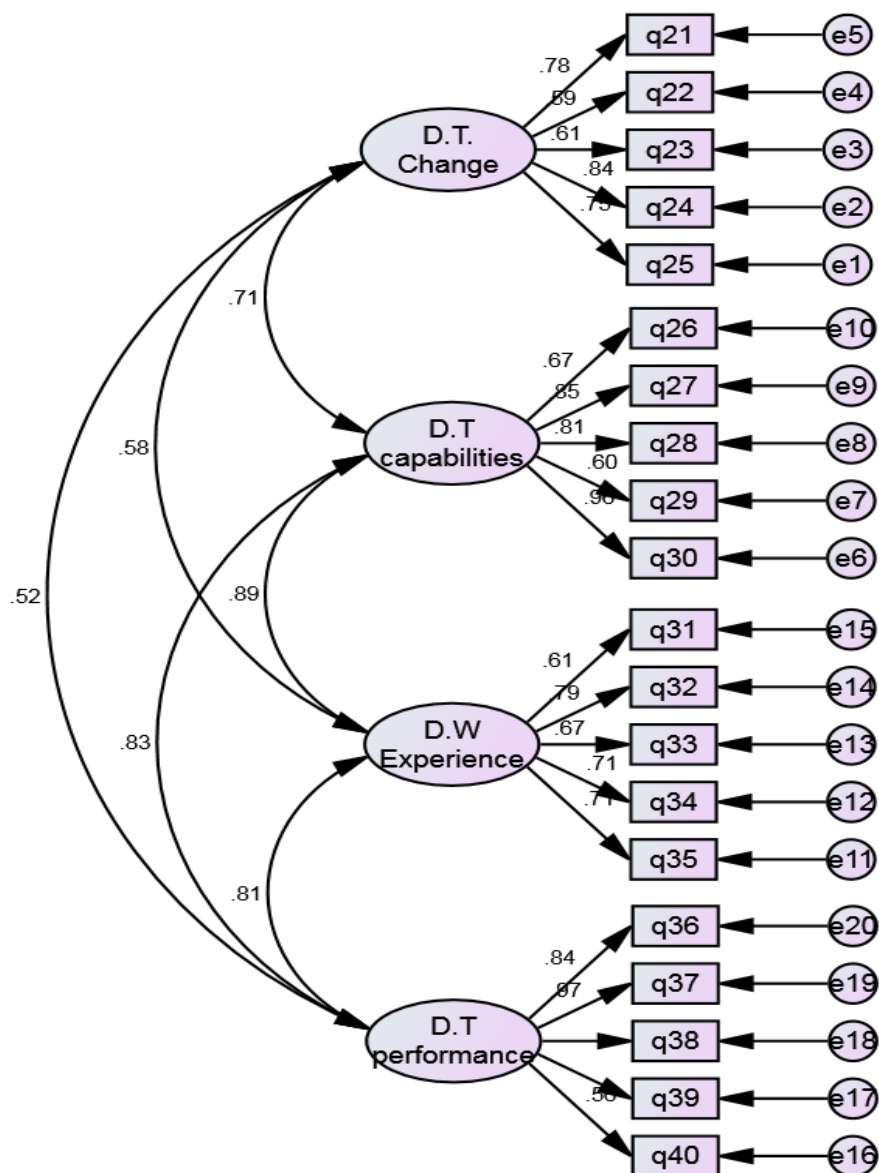 q21
e5
.78
q22
e4
.59
D.T.
Change
.61
q23
e3
.84
q24
e2
q25
e1
.71
q26
e10
.67
q27
e9
.85
D.T
capabilities
.81
q28
e8
.60
q29
e7
q30
e6
.58
.52
.89
q31
e15
.61
q32
e14
.79
D.W
Experience
.67
q33
e13
.71
q34
e12
.71
q35
e11
.83
.81
q36
e20
.84
q37
e19
.97
D.T
performance
q38
e18
q39
e17
q40
e16